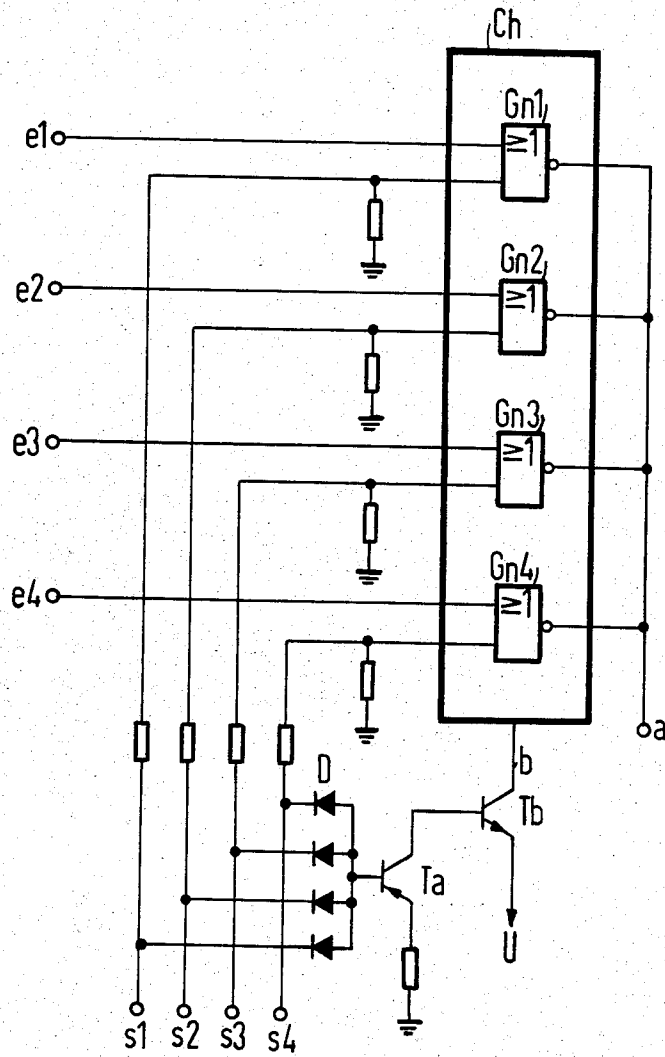 Ch
Gn1
e1
≥1
Gn2
e2
≥1
Gn3
e3
≥1
Gn4
e4
≥1
a
b
D
Tb
Ta
U
s1 s2 s3 s4